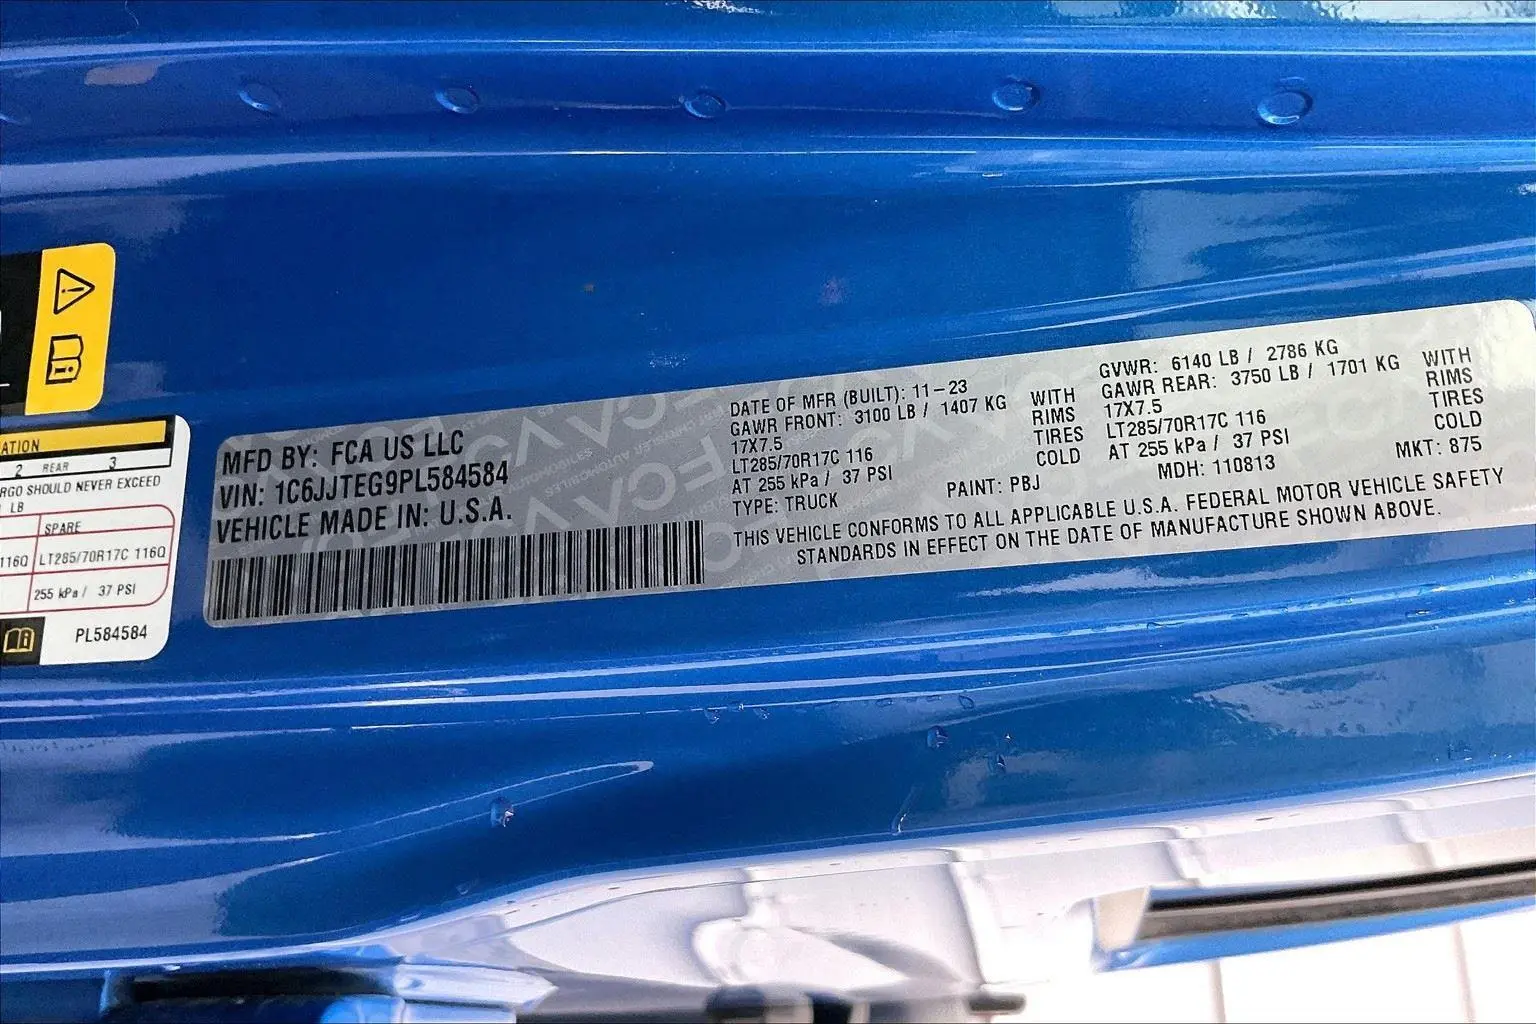 ATION
2 REAR 3
RGO SHOULD NEVER EXCEED
LB
SPARE
116Q LT285/70R17C 116Q
255 kPa / 37 PSI
PL584584
MFD BY: FCA US LLC
VIN: 1C6JJTEG9PL584584
VEHICLE MADE IN: U.S.A.
DATE OF MFR (BUILT): 11-23
GAWR FRONT: 3100 LB / 1407 KG WITH
17X7.5 RIMS
LT285/70R17C 116 TIRES
AT 255 kPa / 37 PSI COLD
TYPE: TRUCK PAINT: PBJ
GVWR: 6140 LB / 2786 KG
GAWR REAR: 3750 LB / 1701 KG WITH
17X7.5 RIMS
LT285/70R17C 116 TIRES
AT 255 kPa / 37 PSI COLD
MDH: 110813 MKT: 875
THIS VEHICLE CONFORMS TO ALL APPLICABLE U.S.A. FEDERAL MOTOR VEHICLE SAFETY
STANDARDS IN EFFECT ON THE DATE OF MANUFACTURE SHOWN ABOVE.